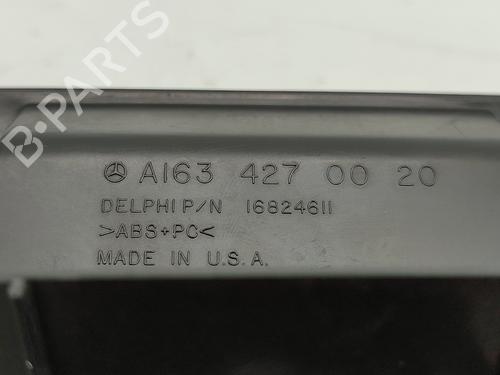 A163 427 00 20
DELPHI P/N 16824611
>ABS+PC<
MADE IN U.S.A.
B-PARTS